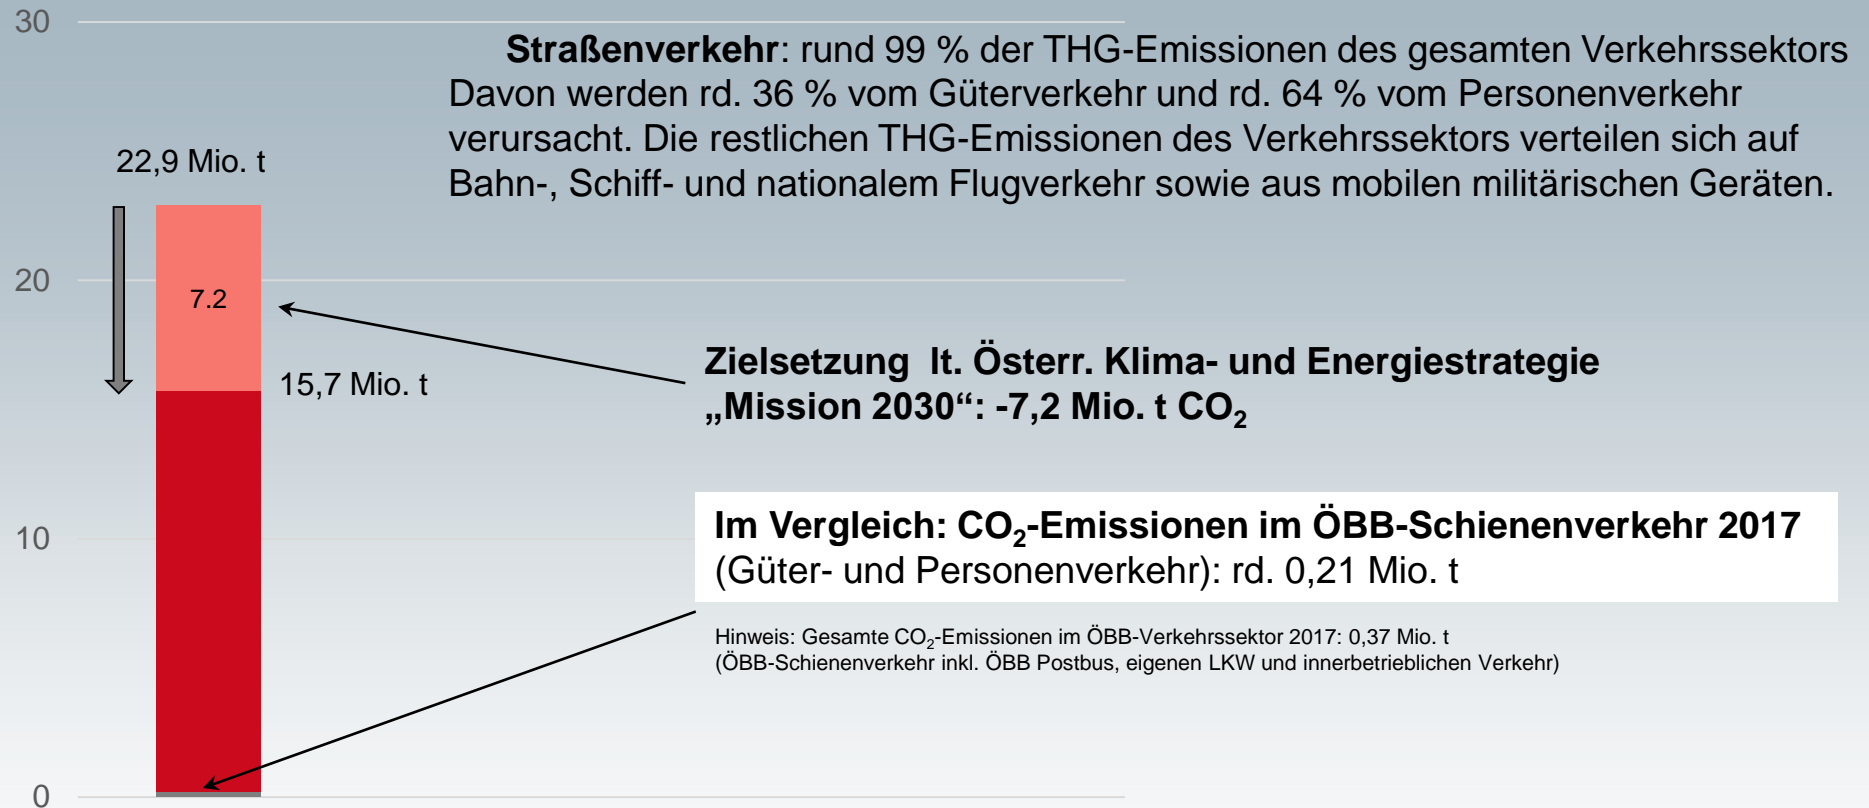 30
Straßenverkehr: rund 99 % der THG-Emissionen des gesamten Verkehrssektors
Davon werden rd. 36 % vom Güterverkehr und rd. 64 % vom Personenverkehr
verursacht. Die restlichen THG-Emissionen des Verkehrssektors verteilen sich auf
Bahn-, Schiff- und nationalem Flugverkehr sowie aus mobilen militärischen Geräten.
22,9 Mio. t
20
7.2
15,7 Mio. t
Zielsetzung lt. Österr. Klima- und Energiestrategie
„Mission 2030“: -7,2 Mio. t CO₂
10
Im Vergleich: CO₂-Emissionen im ÖBB-Schienenverkehr 2017
(Güter- und Personenverkehr): rd. 0,21 Mio. t
Hinweis: Gesamte CO₂-Emissionen im ÖBB-Verkehrssektor 2017: 0,37 Mio. t
(ÖBB-Schienenverkehr inkl. ÖBB Postbus, eigenen LKW und innerbetrieblichen Verkehr)
0